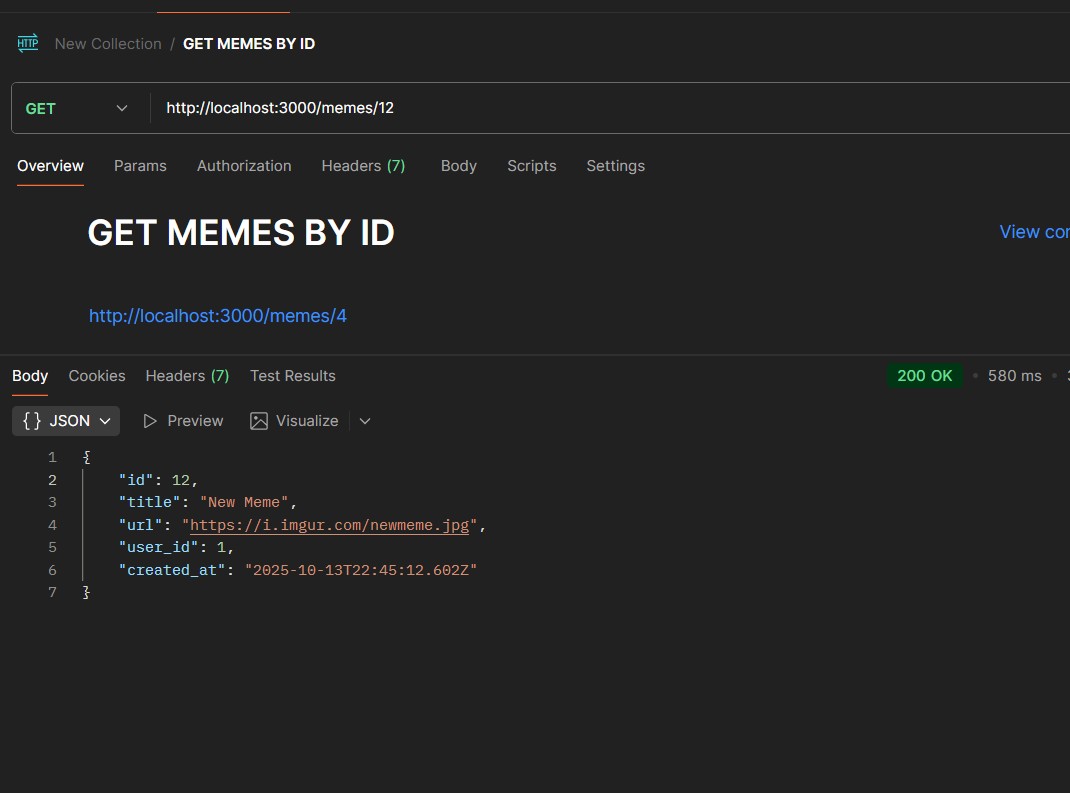 HTTP New Collection / GET MEMES BY ID
GET http://localhost:3000/memes/12
Overview Params Authorization Headers (7) Body Scripts Settings
GET MEMES BY ID
View
http://localhost:3000/memes/4
Body Cookies Headers (7) Test Results 200 OK • 580 ms •
{} JSON Preview Visualize
1 {
2 "id": 12,
3 "title": "New Meme",
4 "url": "https://i.imgur.com/newmeme.jpg",
5 "user_id": 1,
6 "created_at": "2025-10-13T22:45:12.602Z"
7 }